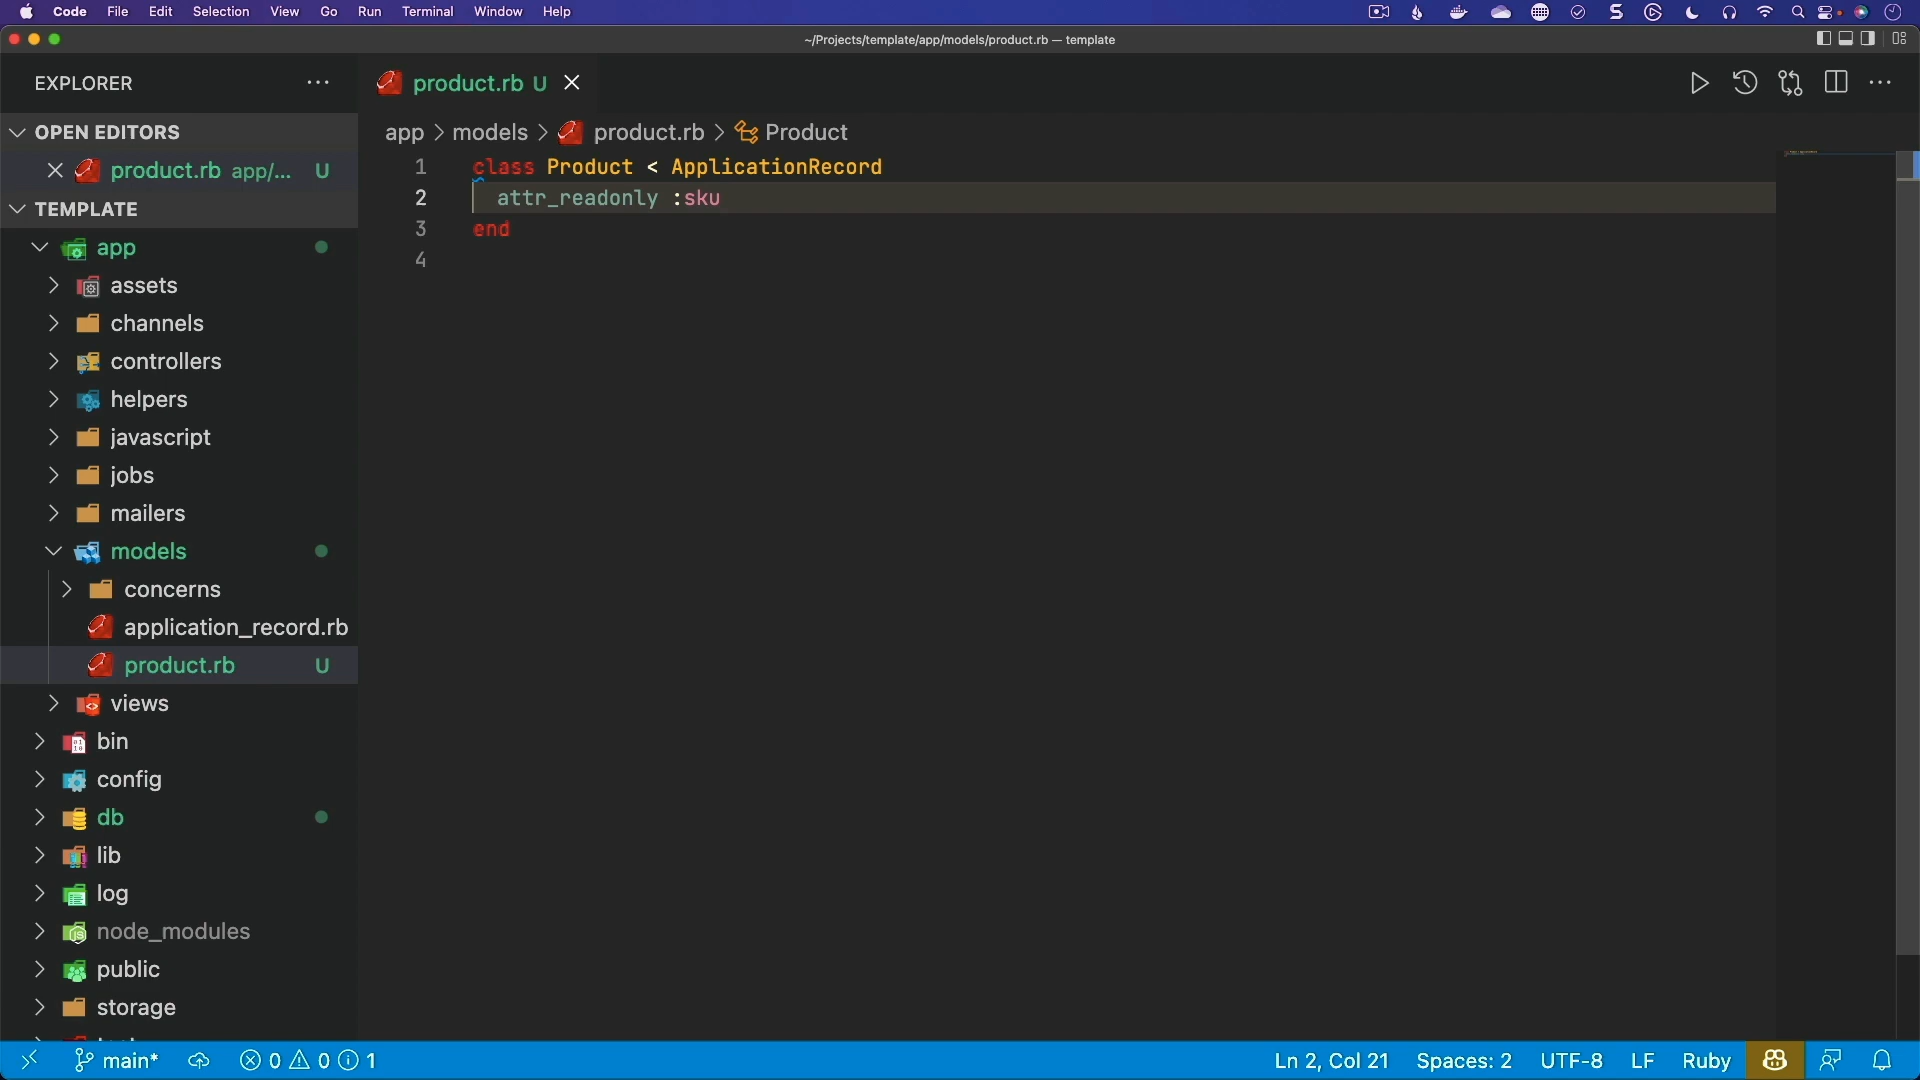 Code File Edit Selection View Go Run Terminal Window Help
~/Projects/template/app/models/product.rb — template
EXPLORER
product.rb U
OPEN EDITORS
app > models > product.rb > Product
product.rb app/... U
TEMPLATE
1 class Product < ApplicationRecord
2 attr_readonly :sku
3 end
4
app
assets
channels
controllers
helpers
javascript
jobs
mailers
models
concerns
application_record.rb
product.rb U
views
bin
config
db
lib
log
node_modules
public
storage
main* 0 0 1 Ln 2, Col 21 Spaces: 2 UTF-8 LF Ruby